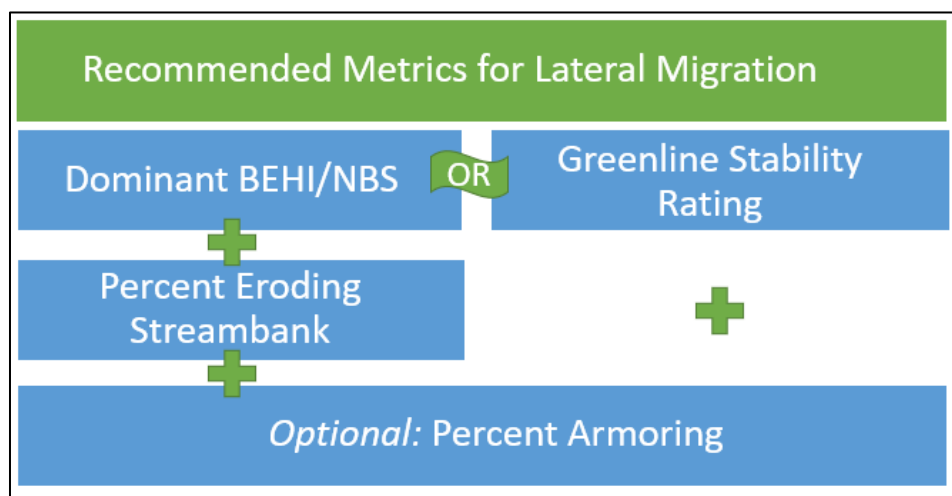 Recommended Metrics for Lateral Migration
Dominant BEHI/NBS
OR
Greenline Stability
Rating
Percent Eroding
Streambank
Optional: Percent Armoring